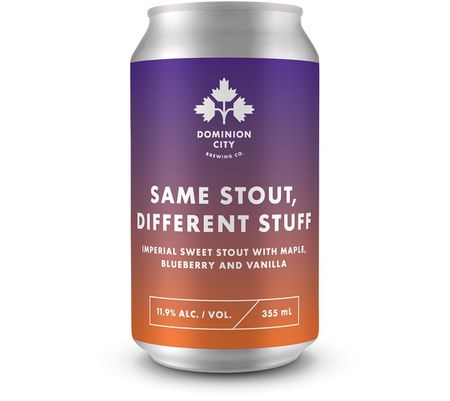 DOMINION
CITY
BREWING CO.
SAME STOUT,
DIFFERENT STUFF
IMPERIAL SWEET STOUT WITH MAPLE,
BLUEBERRY AND VANILLA
11.9% ALC. / VOL. 355 mL